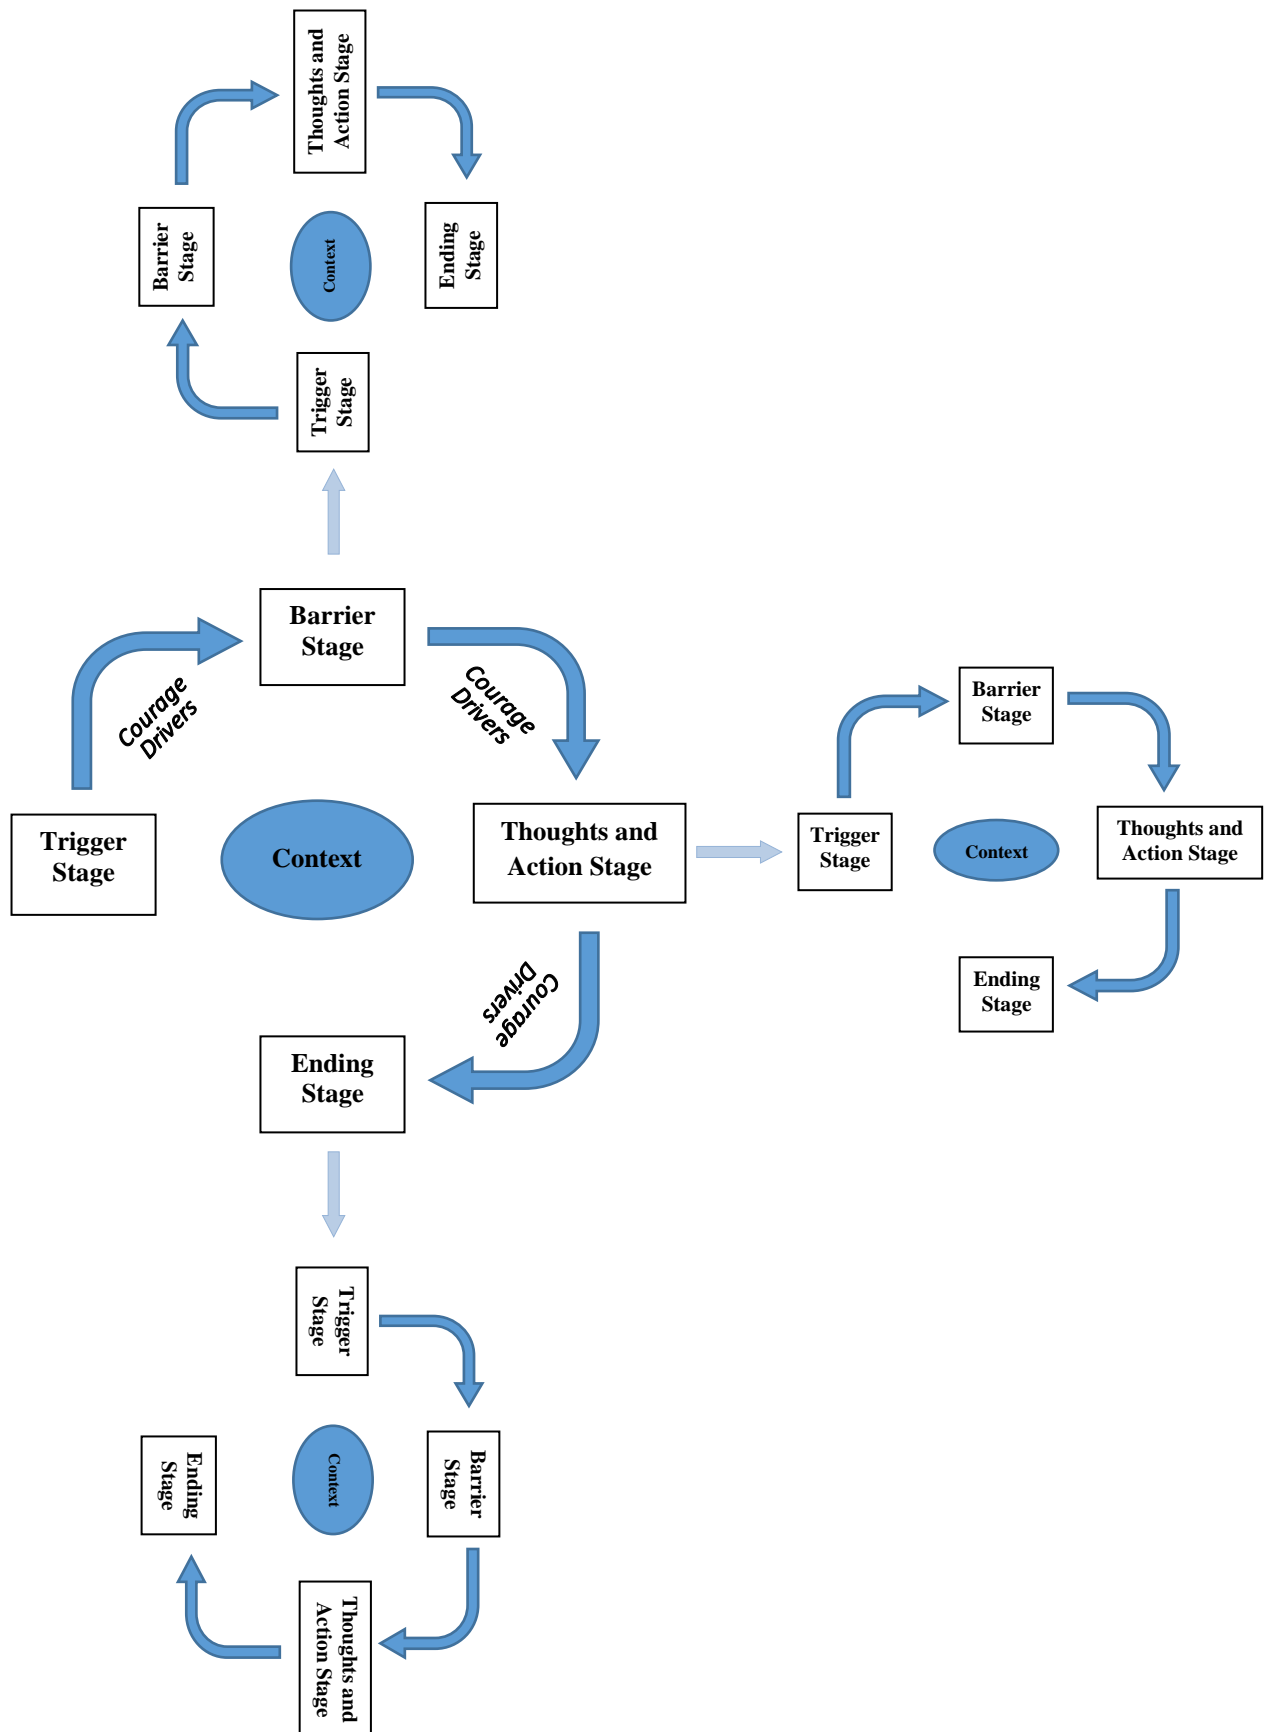 Thoughts and
Action Stage
Barrier
Stage
Context
Ending
Stage
Trigger
Stage
Barrier
Stage
Courage
Drivers
Courage
Drivers
Trigger
Stage
Context
Thoughts and
Action Stage
Courage
Drivers
Ending
Stage
Barrier
Stage
Trigger
Stage
Context
Thoughts and
Action Stage
Ending
Stage
Trigger
Stage
Ending
Stage
Context
Barrier
Stage
Thoughts and
Action Stage